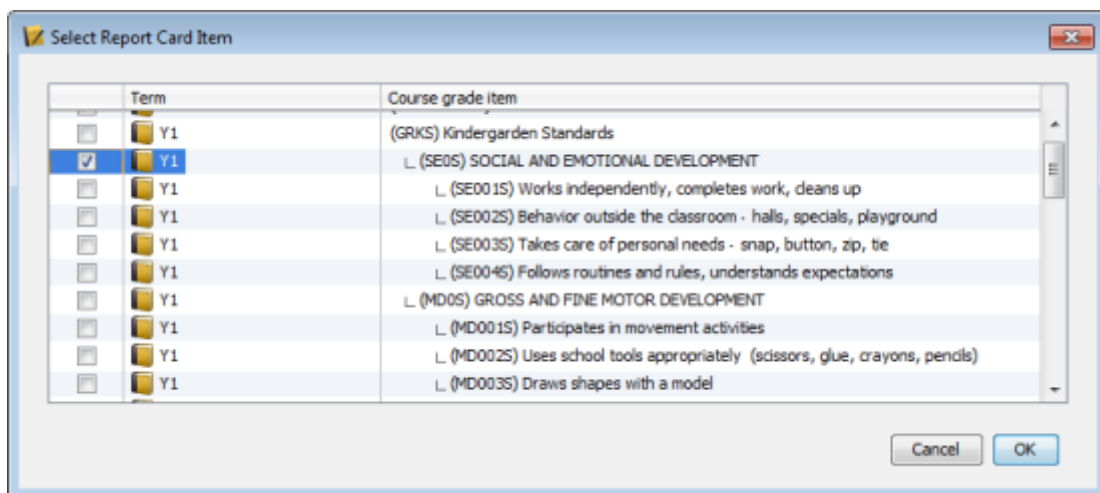 Select Report Card Item
Term Course grade item
Y1 (GRKS) Kindergarden Standards
Y1 (SE0S) SOCIAL AND EMOTIONAL DEVELOPMENT
Y1 (SE001S) Works independently, completes work, cleans up
Y1 (SE002S) Behavior outside the classroom - halls, specials, playground
Y1 (SE003S) Takes care of personal needs - snap, button, zip, tie
Y1 (SE004S) Follows routines and rules, understands expectations
Y1 (MD0S) GROSS AND FINE MOTOR DEVELOPMENT
Y1 (MD001S) Participates in movement activities
Y1 (MD002S) Uses school tools appropriately (scissors, glue, crayons, pencils)
Y1 (MD003S) Draws shapes with a model
Cancel OK